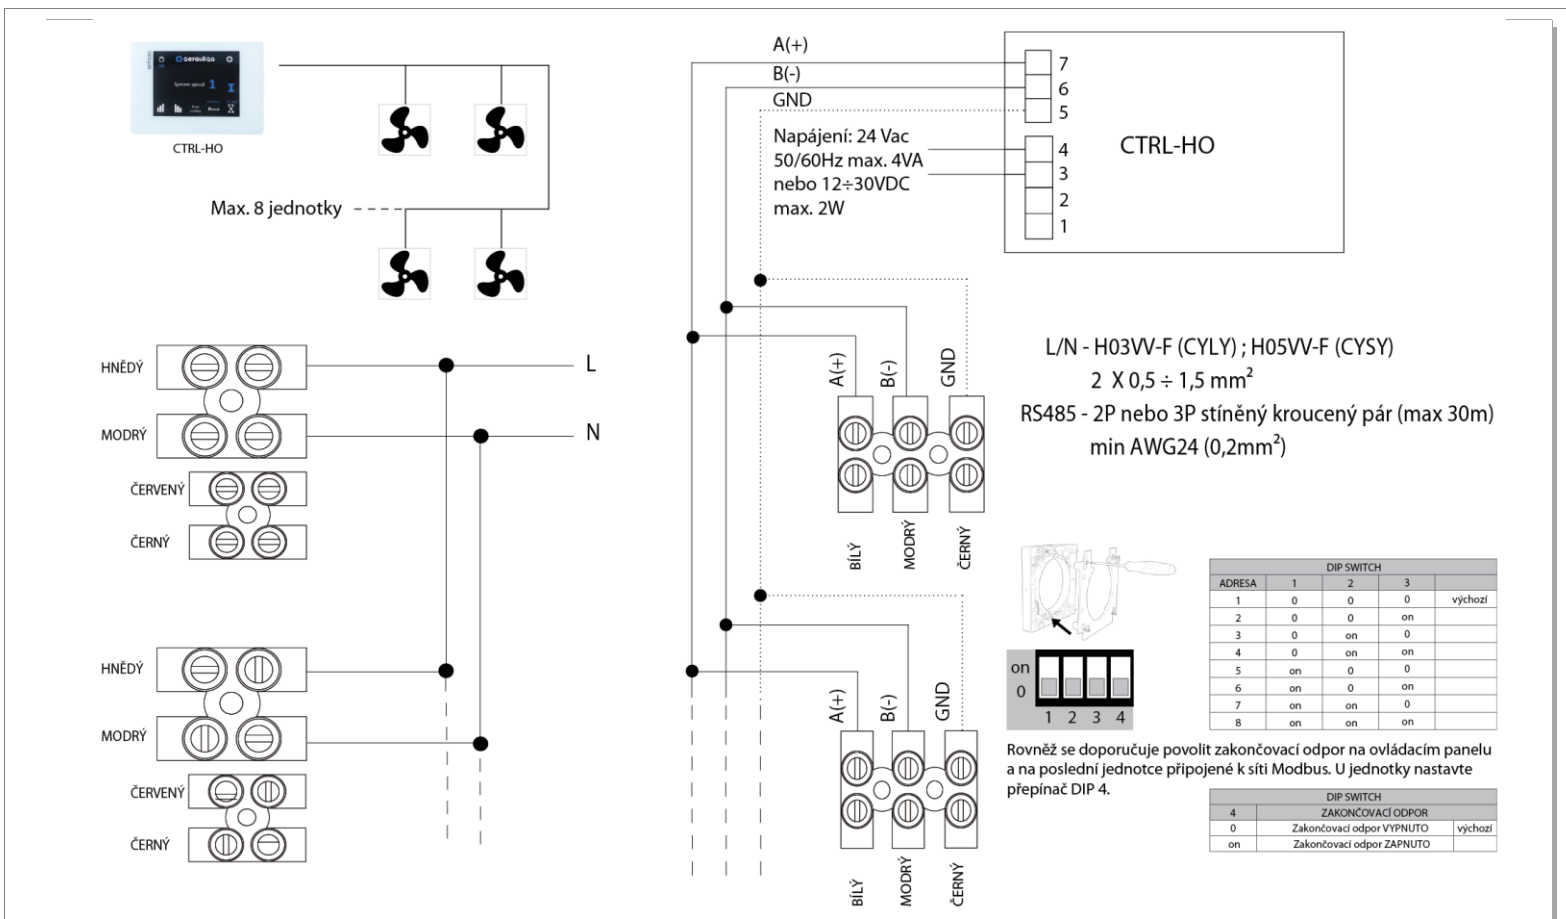 aerauliqa
System speed 1
Boost
CTRL-HO
Max. 8 jednotky
A(+)
B(-)
GND
Napájení: 24 Vac
50/60Hz max. 4VA
nebo 12÷30VDC
max. 2W
7
6
5
4
3
2
1
CTRL-HO
HNĚDÝ
L
MODRÝ
N
ČERVENÝ
ČERNÝ
HNĚDÝ
MODRÝ
ČERVENÝ
ČERNÝ
A(+) B(-) GND
BÍLÝ MODRÝ ČERNÝ
A(+) B(-) GND
BÍLÝ MODRÝ ČERNÝ
L/N - H03VV-F (CYLY) ; H05VV-F (CYSY)
2 X 0,5 ÷ 1,5 mm²
RS485 - 2P nebo 3P stíněný kroucený pár (max 30m)
min AWG24 (0,2mm²)
on
0
1 2 3 4
DIP SWITCH
ADRESA 1 2 3
1 0 0 0 výchozí
2 0 0 on
3 0 on 0
4 0 on on
5 on 0 0
6 on 0 on
7 on on 0
8 on on on
Rovněž se doporučuje povolit zakončovací odpor na ovládacím panelu
a na poslední jednotce připojené k síti Modbus. U jednotky nastavte
přepínač DIP 4.
DIP SWITCH
4 ZAKONČOVACÍ ODPOR
0 Zakončovací odpor VYPNUTO výchozí
on Zakončovací odpor ZAPNUTO